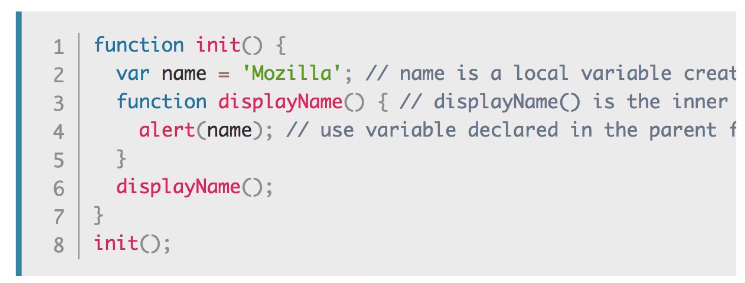 1 function init() {
2 var name = 'Mozilla'; // name is a local variable
3 function displayName() { // displayName() is the inner
4 alert(name); // use variable declared in the parent
5 }
6 displayName();
7 }
8 init();